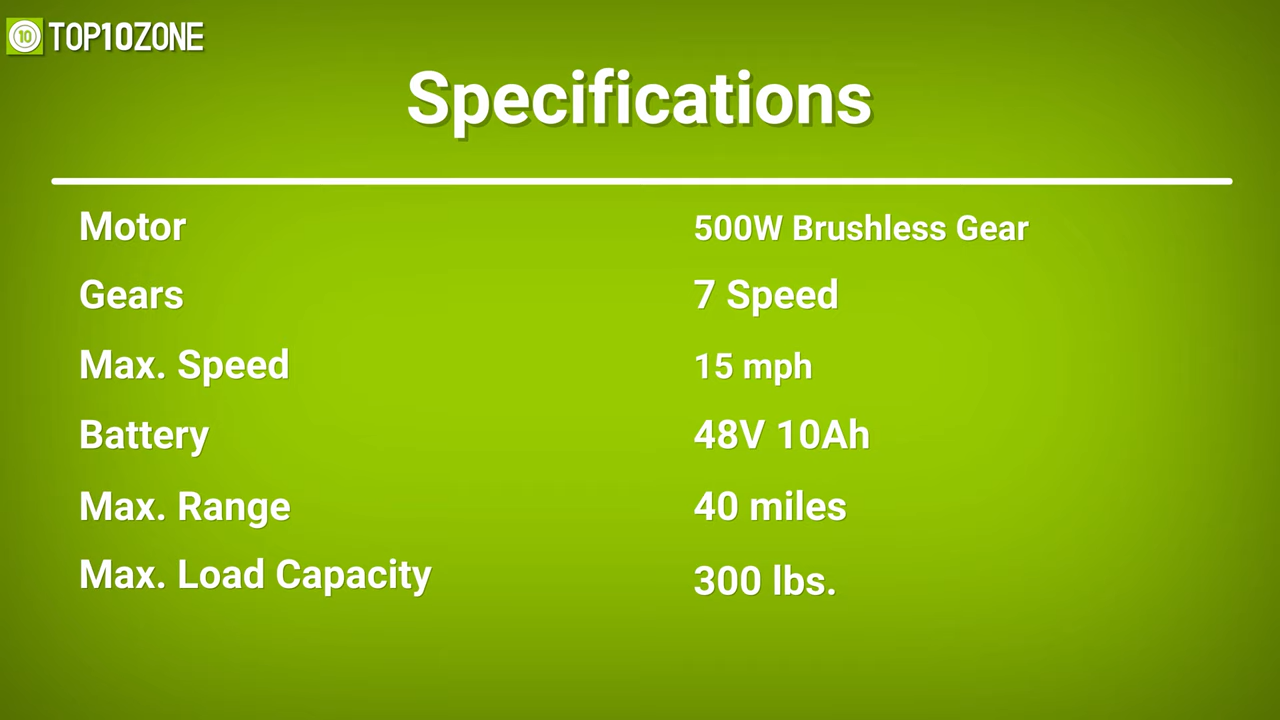 TOP10ZONE
Specifications
Motor 500W Brushless Gear
Gears 7 Speed
Max. Speed 15 mph
Battery 48V 10Ah
Max. Range 40 miles
Max. Load Capacity 300 lbs.